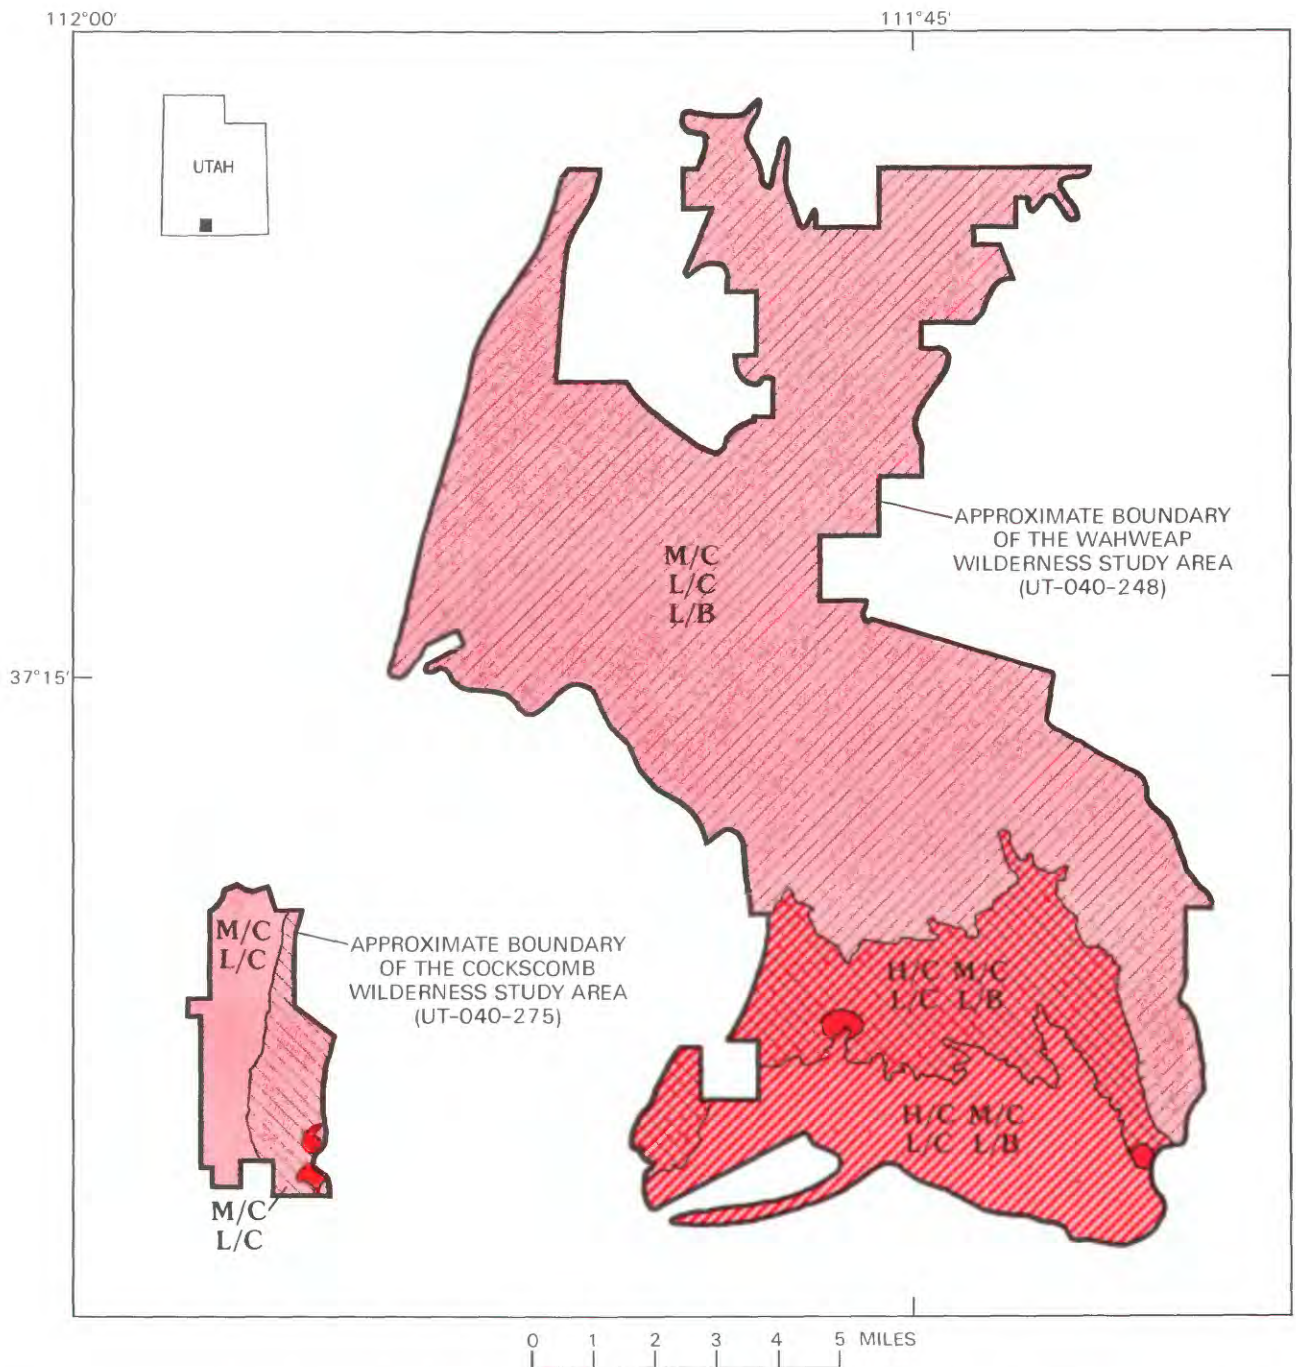 112°00'
111°45'
UTAH
M/C
L/C
L/B
APPROXIMATE BOUNDARY
OF THE WAHWEAP
WILDERNESS STUDY AREA
(UT-040-248)
37°15'
M/C
L/C
APPROXIMATE BOUNDARY
OF THE COCKSCOMB
WILDERNESS STUDY AREA
(UT-040-275)
H/C M/C
L/C L/B
H/C M/C
L/C L/B
M/C
L/C
0 1 2 3 4 5 MILES